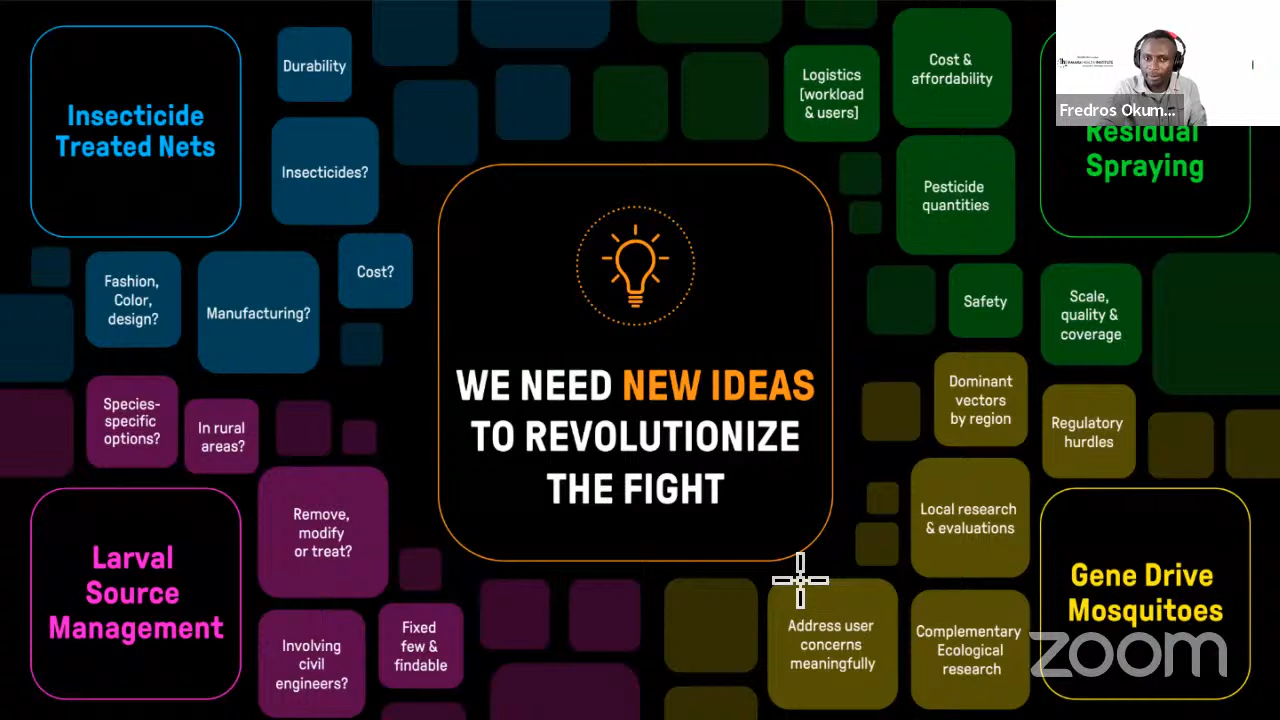 Insecticide
Treated Nets
Durability
Insecticides?
Cost?
Fashion,
Color,
design?
Manufacturing?
Logistics
[workload
& users]
Cost &
affordability
Pesticide
quantities
Safety
Scale,
quality &
coverage
Residual
Spraying
Fredros Okum...
WE NEED NEW IDEAS
TO REVOLUTIONIZE
THE FIGHT
Species-
specific
options?
In rural
areas?
Remove,
modify
or treat?
Larval
Source
Management
Involving
civil
engineers?
Fixed
few &
findable
Dominant
vectors
by region
Regulatory
hurdles
Local research
& evaluations
Gene Drive
Mosquitoes
Address user
concerns
meaningfully
Complementary
Ecological
research
zoom